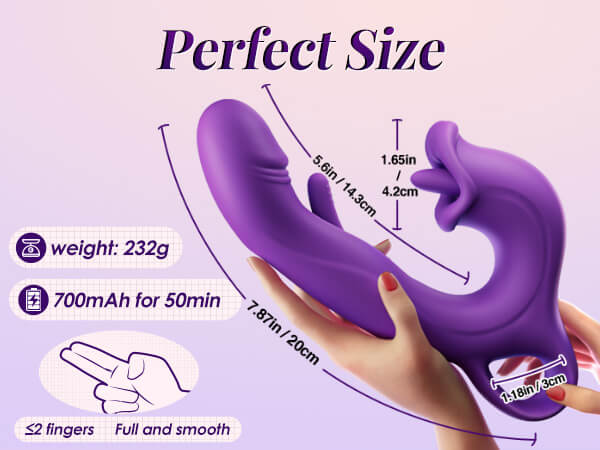 Perfect Size
5.6in / 14.3cm
1.65in
/
4.2cm
weight: 232g
700mAh for 50min
7.87in / 20cm
1.18in / 3cm
≤2 fingers Full and smooth